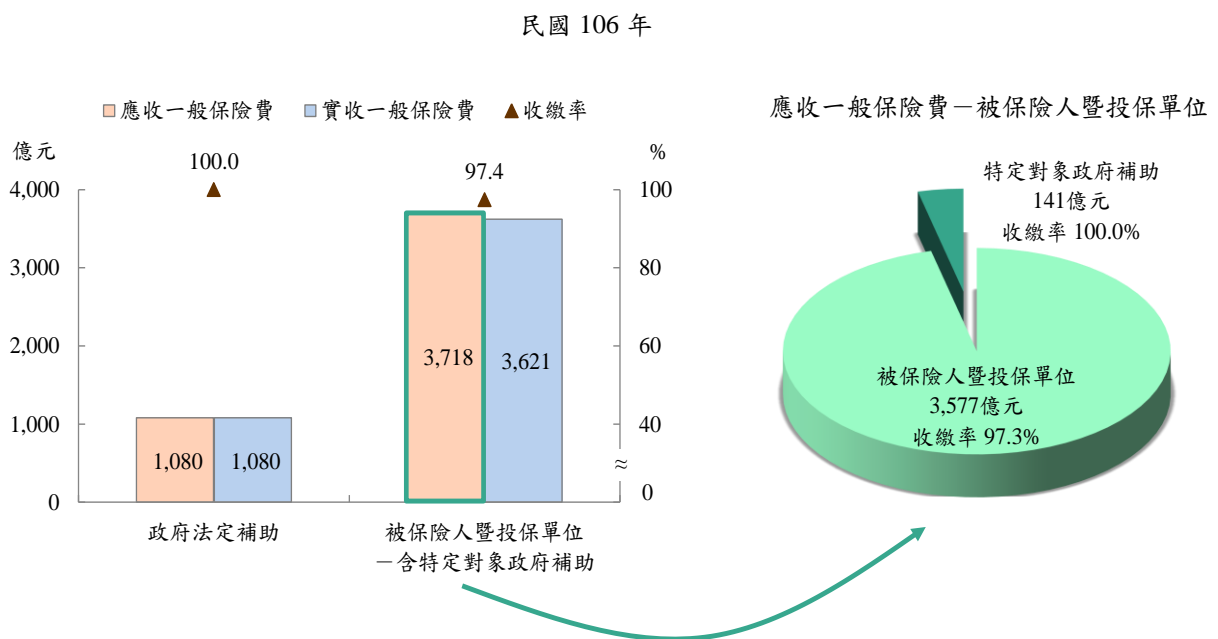 民國 106 年
應收一般保險費
實收一般保險費
收繳率
億元
%
4,000
3,000
2,000
1,000
0
100
80
60
40
≈
0
100.0
97.4
1,080
1,080
3,718
3,621
政府法定補助
被保險人暨投保單位
－含特定對象政府補助
應收一般保險費－被保險人暨投保單位
特定對象政府補助
141億元
收繳率 100.0%
被保險人暨投保單位
3,577億元
收繳率 97.3%